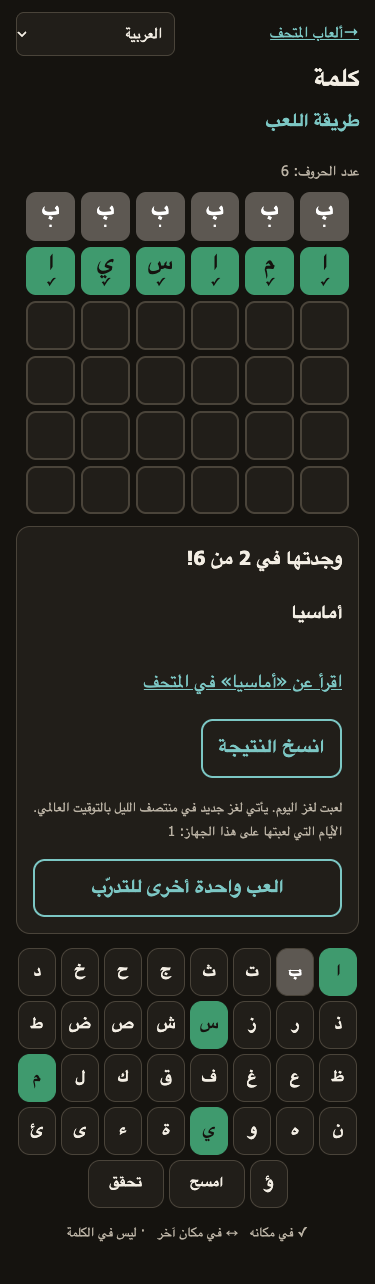 →ألعاب المتحف
العربية
كلمة
طريقة اللعب
عدد الحروف: 6
ب ب ب ب ب ب
· · · · · ·
ا م ا س ي ا
✓ ✓ ✓ ✓ ✓ ✓
وجدتها في 2 من 6!
أماسيا
اقرأ عن «أماسيا» في المتحف
انسخ النتيجة
لعبت لغز اليوم. يأتي لغز جديد في منتصف الليل بالتوقيت العالمي.
الأيام التي لعبتها على هذا الجهاز: 1
العب واحدة أخرى للتدرّب
ا ب ت ث ج ح خ د
ذ ر ز س ش ص ض ط
ظ ع غ ف ق ك ل م
ن ه و ي ة ء ى ئ
ؤ امسح تحقق
✓ في مكانه ↔ في مكان آخر · ليس في الكلمة